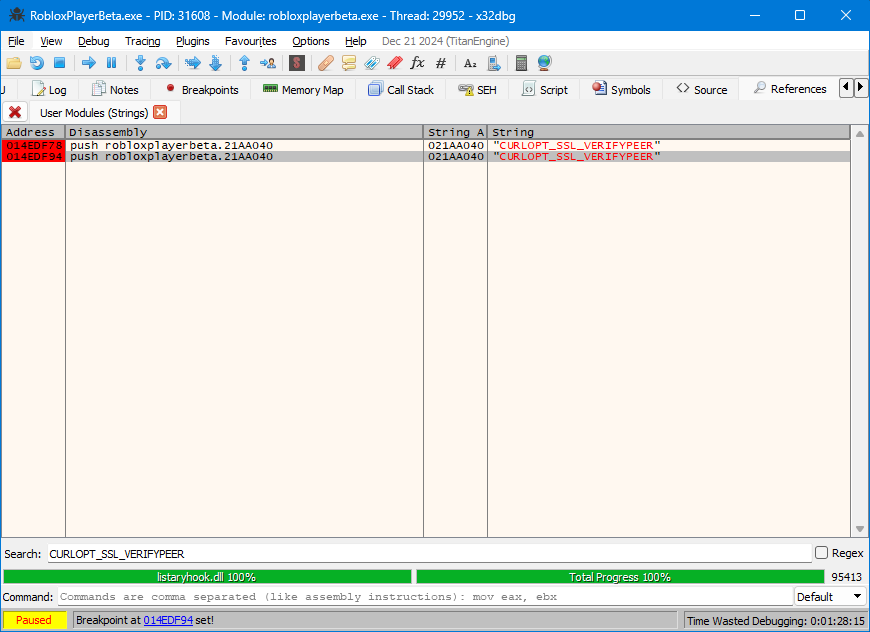 RobloxPlayerBeta.exe - PID: 31608 - Module: robloxplayerbeta.exe - Thread: 29952 - x32dbg
File View Debug Tracing Plugins Favourites Options Help Dec 21 2024 (TitanEngine)
Log Notes Breakpoints Memory Map Call Stack SEH Script Symbols Source References
User Modules (Strings)
Address Disassembly String A String
014EDF78 push robloxplayerbeta.21AA040 021AA040 "CURLOPT_SSL_VERIFYPEER"
014EDF94 push robloxplayerbeta.21AA040 021AA040 "CURLOPT_SSL_VERIFYPEER"
Search: CURLOPT_SSL_VERIFYPEER Regex
listaryhook.dll 100% Total Progress 100% 95413
Command: Commands are comma separated (like assembly instructions): mov eax, ebx Default
Paused Breakpoint at 014EDF94 set! Time Wasted Debugging: 0:01:28:15